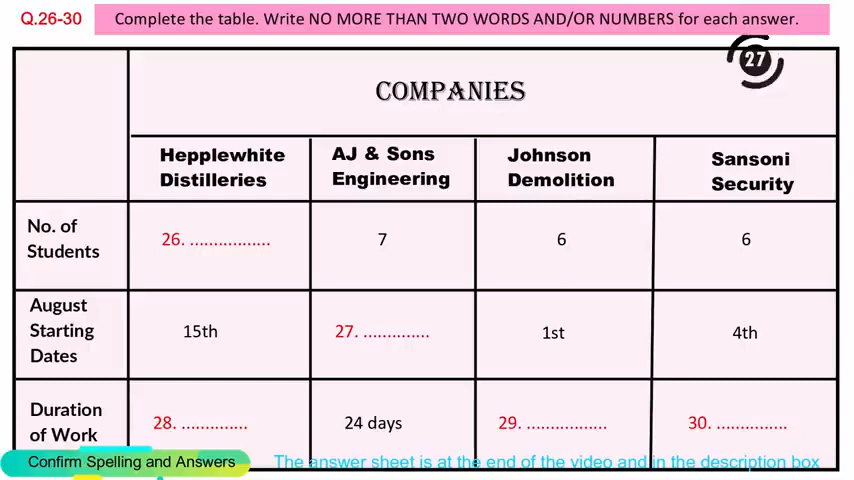 Q.26-30
Complete the table. Write NO MORE THAN TWO WORDS AND/OR NUMBERS for each answer.
27
COMPANIES
Hepplewhite Distilleries
AJ & Sons Engineering
Johnson Demolition
Sansoni Security
No. of Students
26. .................
7
6
6
August Starting Dates
15th
27. ..............
1st
4th
Duration of Work
28. ..............
24 days
29. .................
30. ...............
Confirm Spelling and Answers
The answer sheet is at the end of the video and in the description box